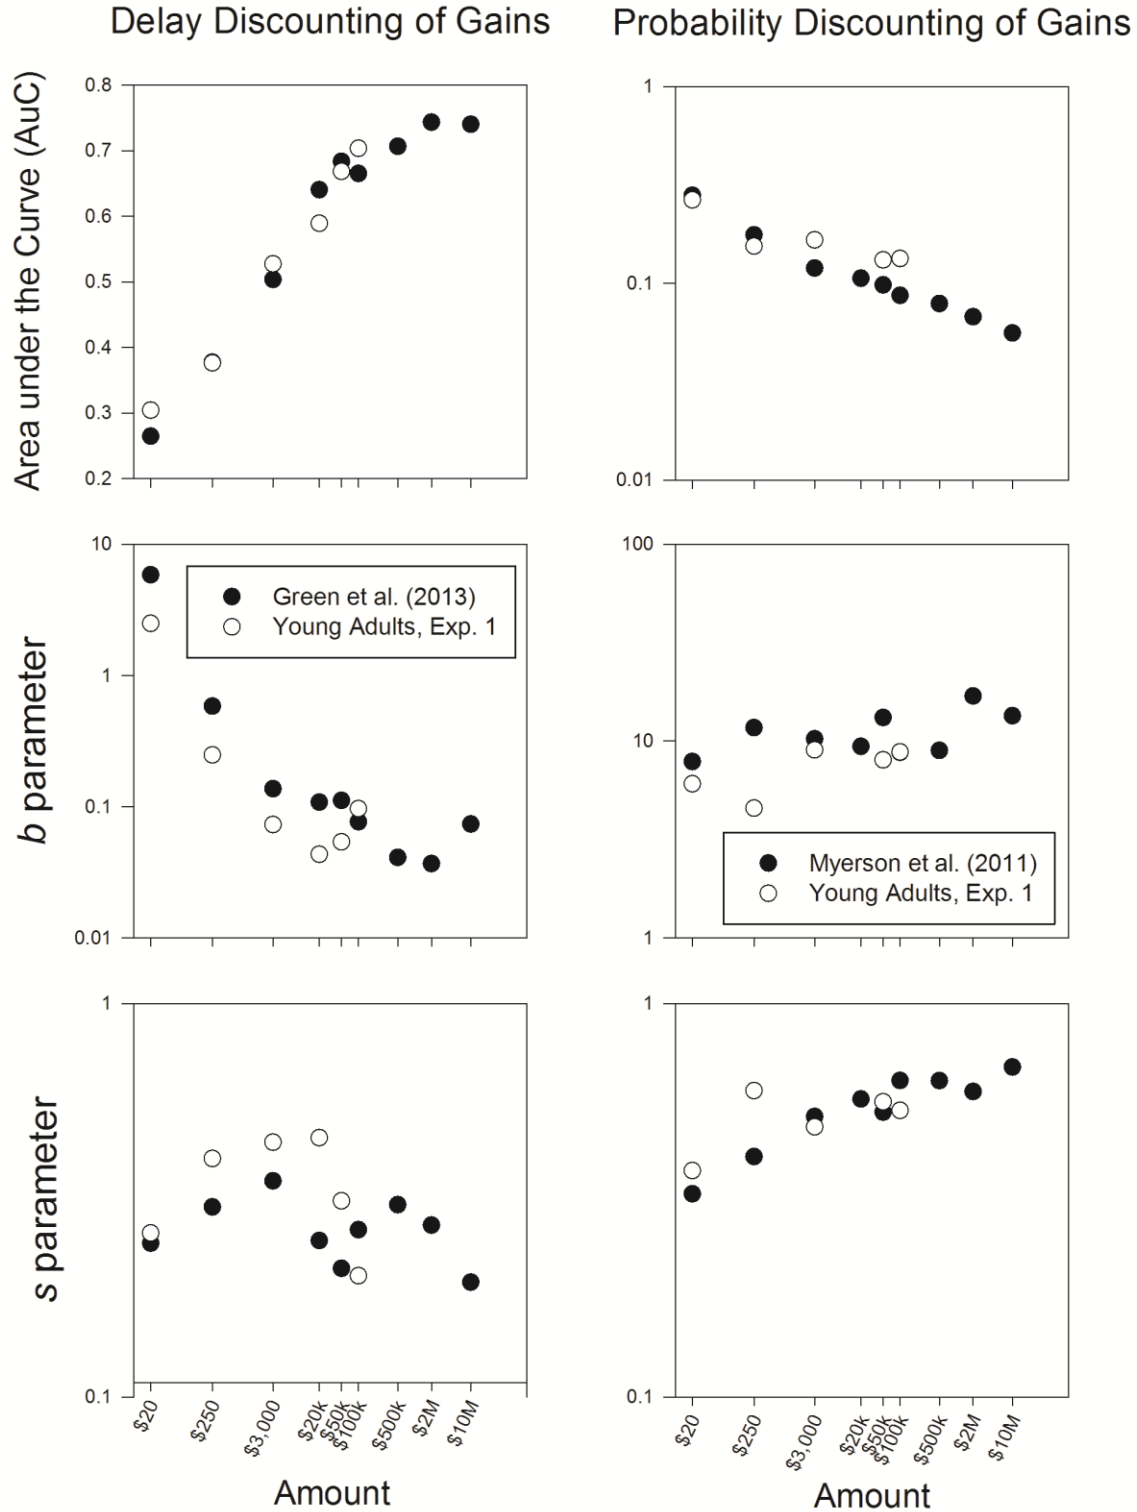 Delay Discounting of Gains
Probability Discounting of Gains
Area under the Curve (AuC)
0.8
0.7
0.6
0.5
0.4
0.3
0.2
1
0.1
0.01
b parameter
10
1
0.1
0.01
Green et al. (2013)
Young Adults, Exp. 1
100
10
1
Myerson et al. (2011)
Young Adults, Exp. 1
s parameter
1
0.1
$20
$250
$3,000
$20k
$50k
$100k
$500k
$2M
$10M
Amount
1
0.1
$20
$250
$3,000
$20k
$50k
$100k
$500k
$2M
$10M
Amount